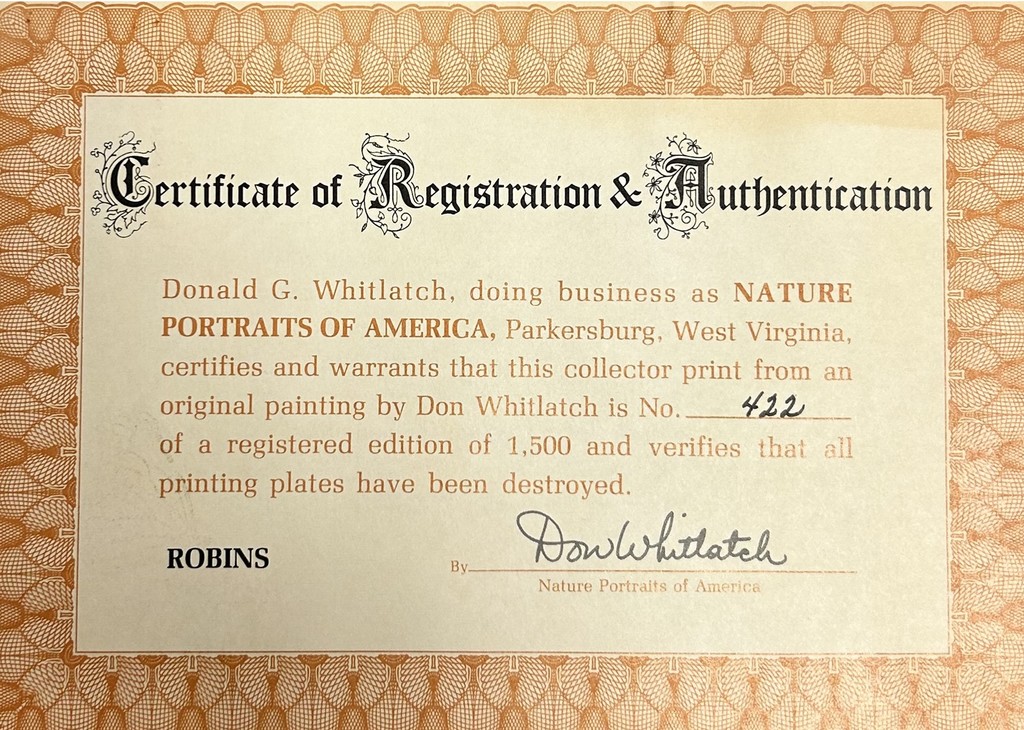 Certificate of Registration & Authentication
Donald G. Whitlatch, doing business as NATURE
PORTRAITS OF AMERICA, Parkersburg, West Virginia,
certifies and warrants that this collector print from an
original painting by Don Whitlatch is No. 422
of a registered edition of 1,500 and verifies that all
printing plates have been destroyed.
ROBINS
By Don Whitlatch
Nature Portraits of America